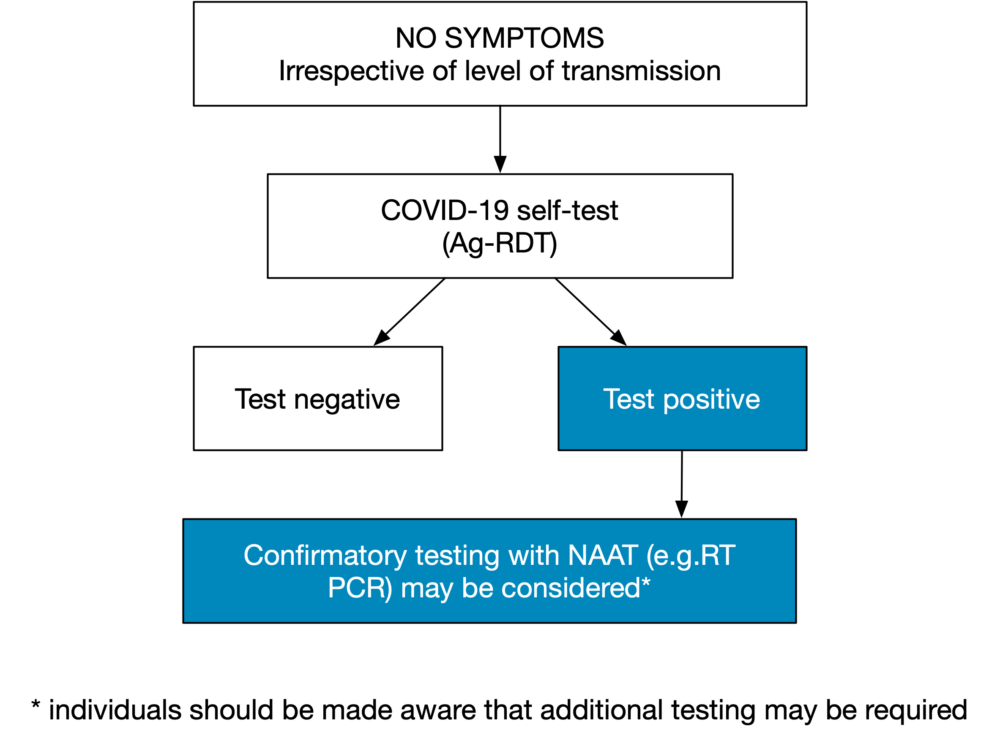 NO SYMPTOMS
Irrespective of level of transmission
COVID-19 self-test
(Ag-RDT)
Test negative
Test positive
Confirmatory testing with NAAT (e.g.RT
PCR) may be considered*
* individuals should be made aware that additional testing may be required